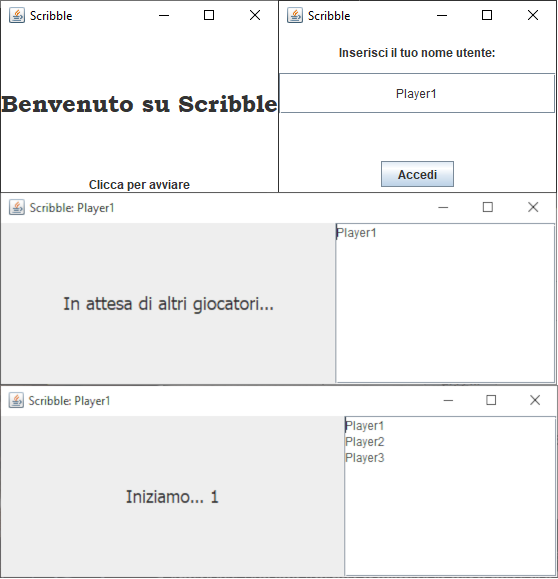 Scribble
Benvenuto su Scribble
Clicca per avviare
Scribble
Inserisci il tuo nome utente:
Player1
Accedi
Scribble: Player1
In attesa di altri giocatori...
Player1
Scribble: Player1
Iniziamo... 1
Player1
Player2
Player3